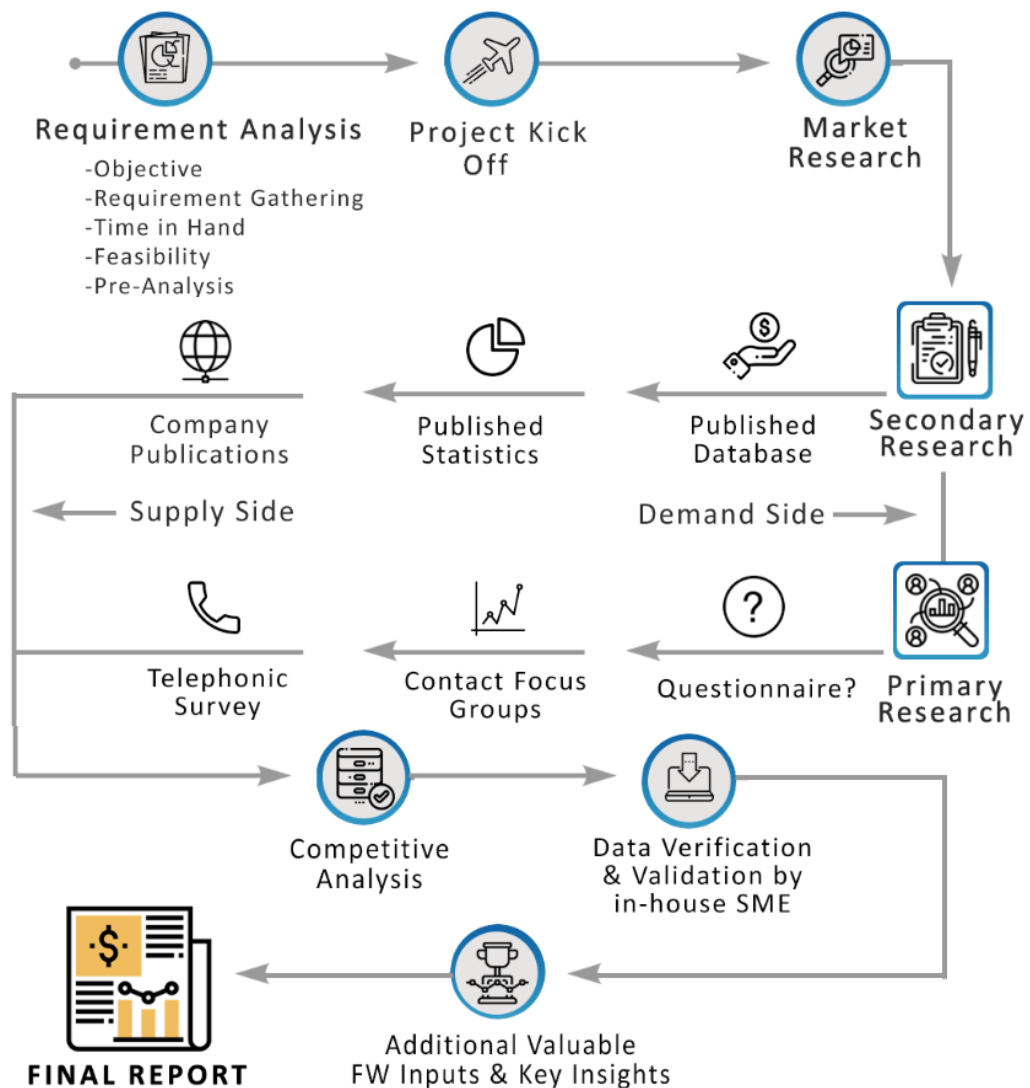 Requirement Analysis
-Objective
-Requirement Gathering
-Time in Hand
-Feasibility
-Pre-Analysis
Project Kick
Off
Market
Research
Company
Publications
Published
Statistics
$
Published
Database
Secondary
Research
Supply Side
Demand Side
Telephonic
Survey
Contact Focus
Groups
?
Questionnaire?
Primary
Research
Competitive
Analysis
Data Verification
& Validation by
in-house SME
$
FINAL REPORT
Additional Valuable
FW Inputs & Key Insights